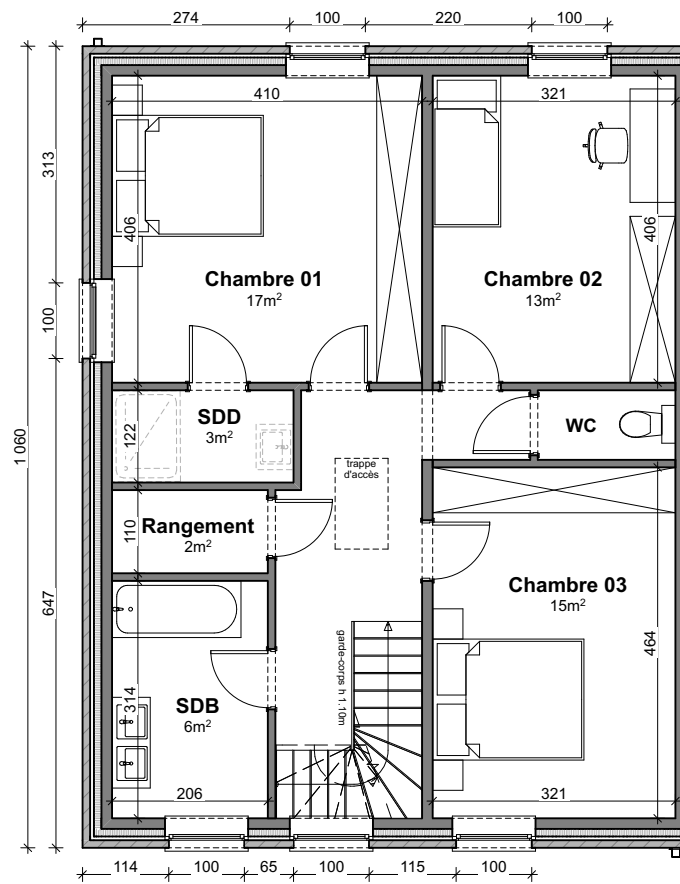 274
100
220
100
410
321
313
406
406
Chambre 01
17m²
Chambre 02
13m²
100
1 060
SDD
3m²
WC
122
trappe
d'accès
Rangement
2m²
110
Chambre 03
15m²
647
garde-corps h 1.10m
464
314
SDB
6m²
206
321
114
100
65
100
115
100